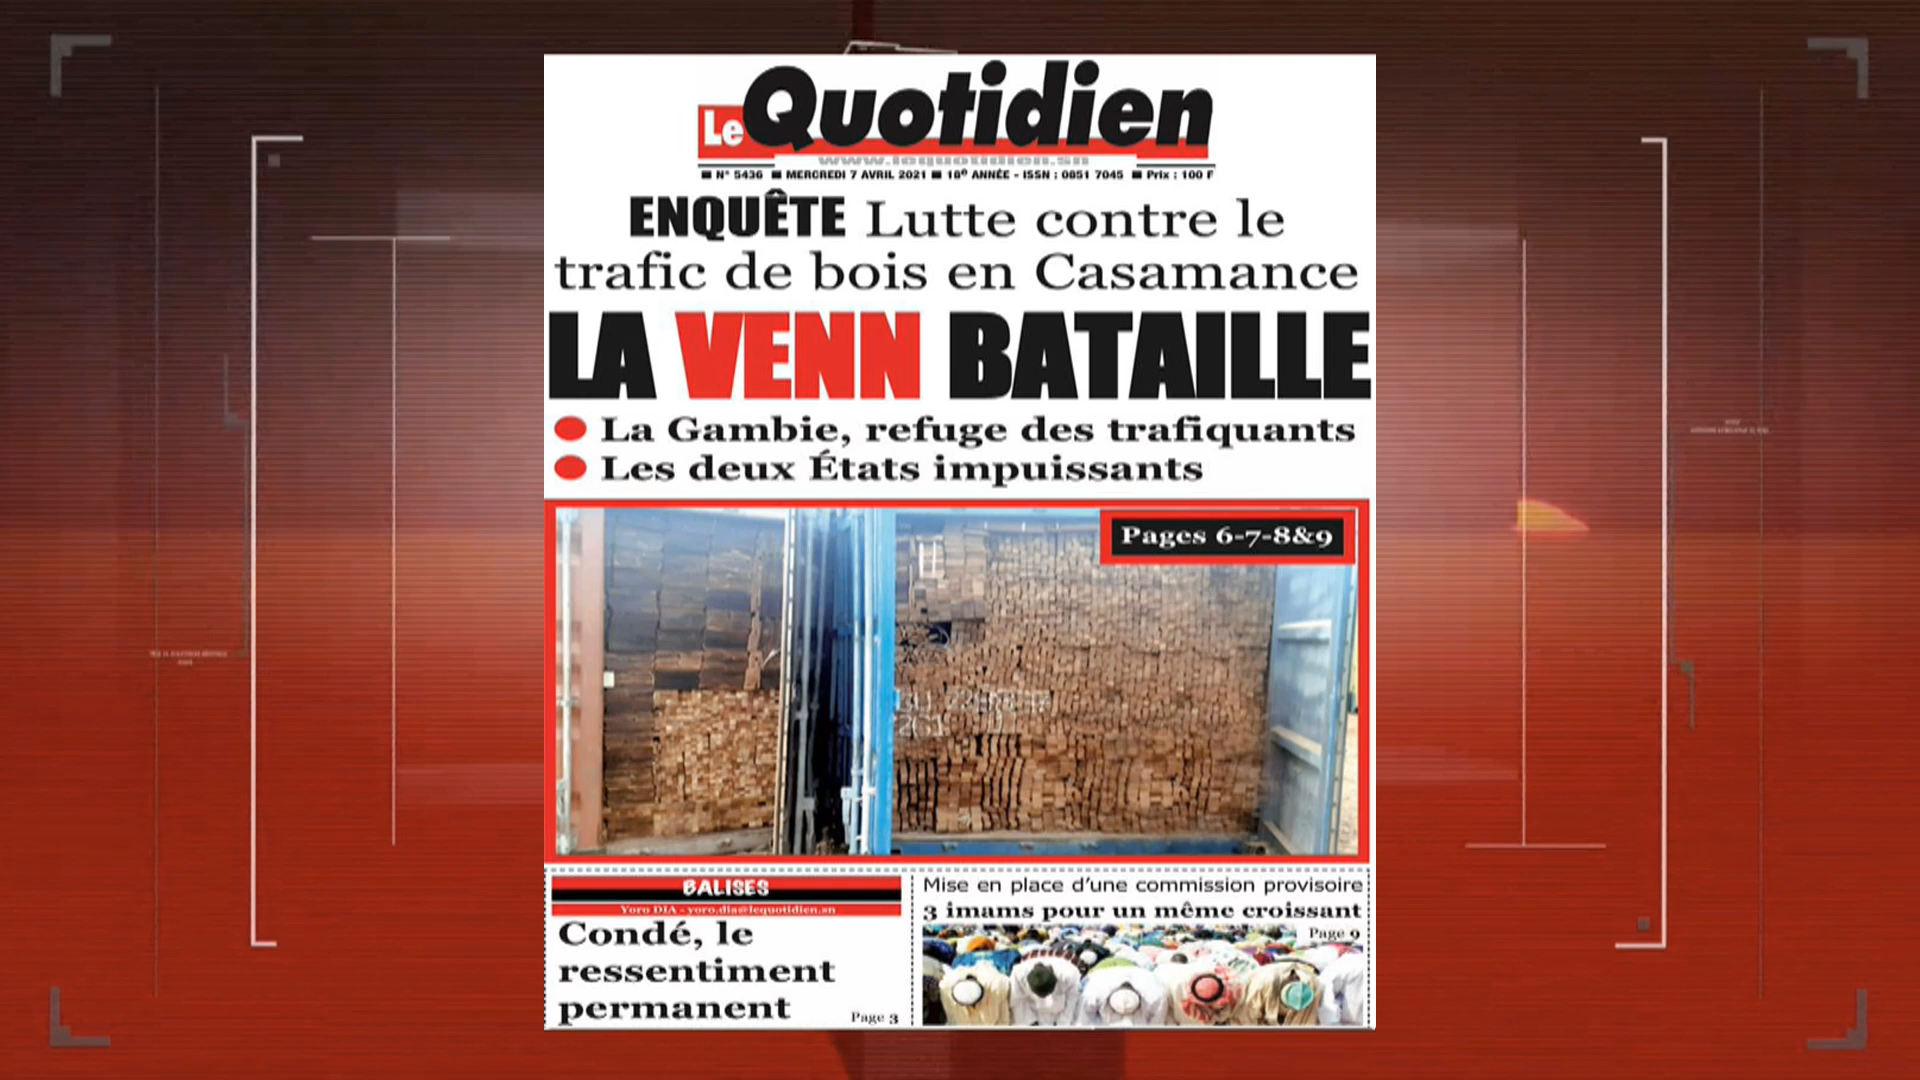 Le Quotidien
www.lequotidien.sn
N° 5436 MERCREDI 7 AVRIL 2021 18e ANNÉE - ISSN : 0851 7045 Prix : 100 F
ENQUÊTE Lutte contre le
trafic de bois en Casamance
LA VENN BATAILLE
La Gambie, refuge des trafiquants
Les deux États impuissants
Pages 6-7-8&9
BALISES
Yoro DIA - yoro.dia@lequotidien.sn
Condé, le
ressentiment
permanent
Page 3
Mise en place d'une commission provisoire
3 imams pour un même croissant
Page 9